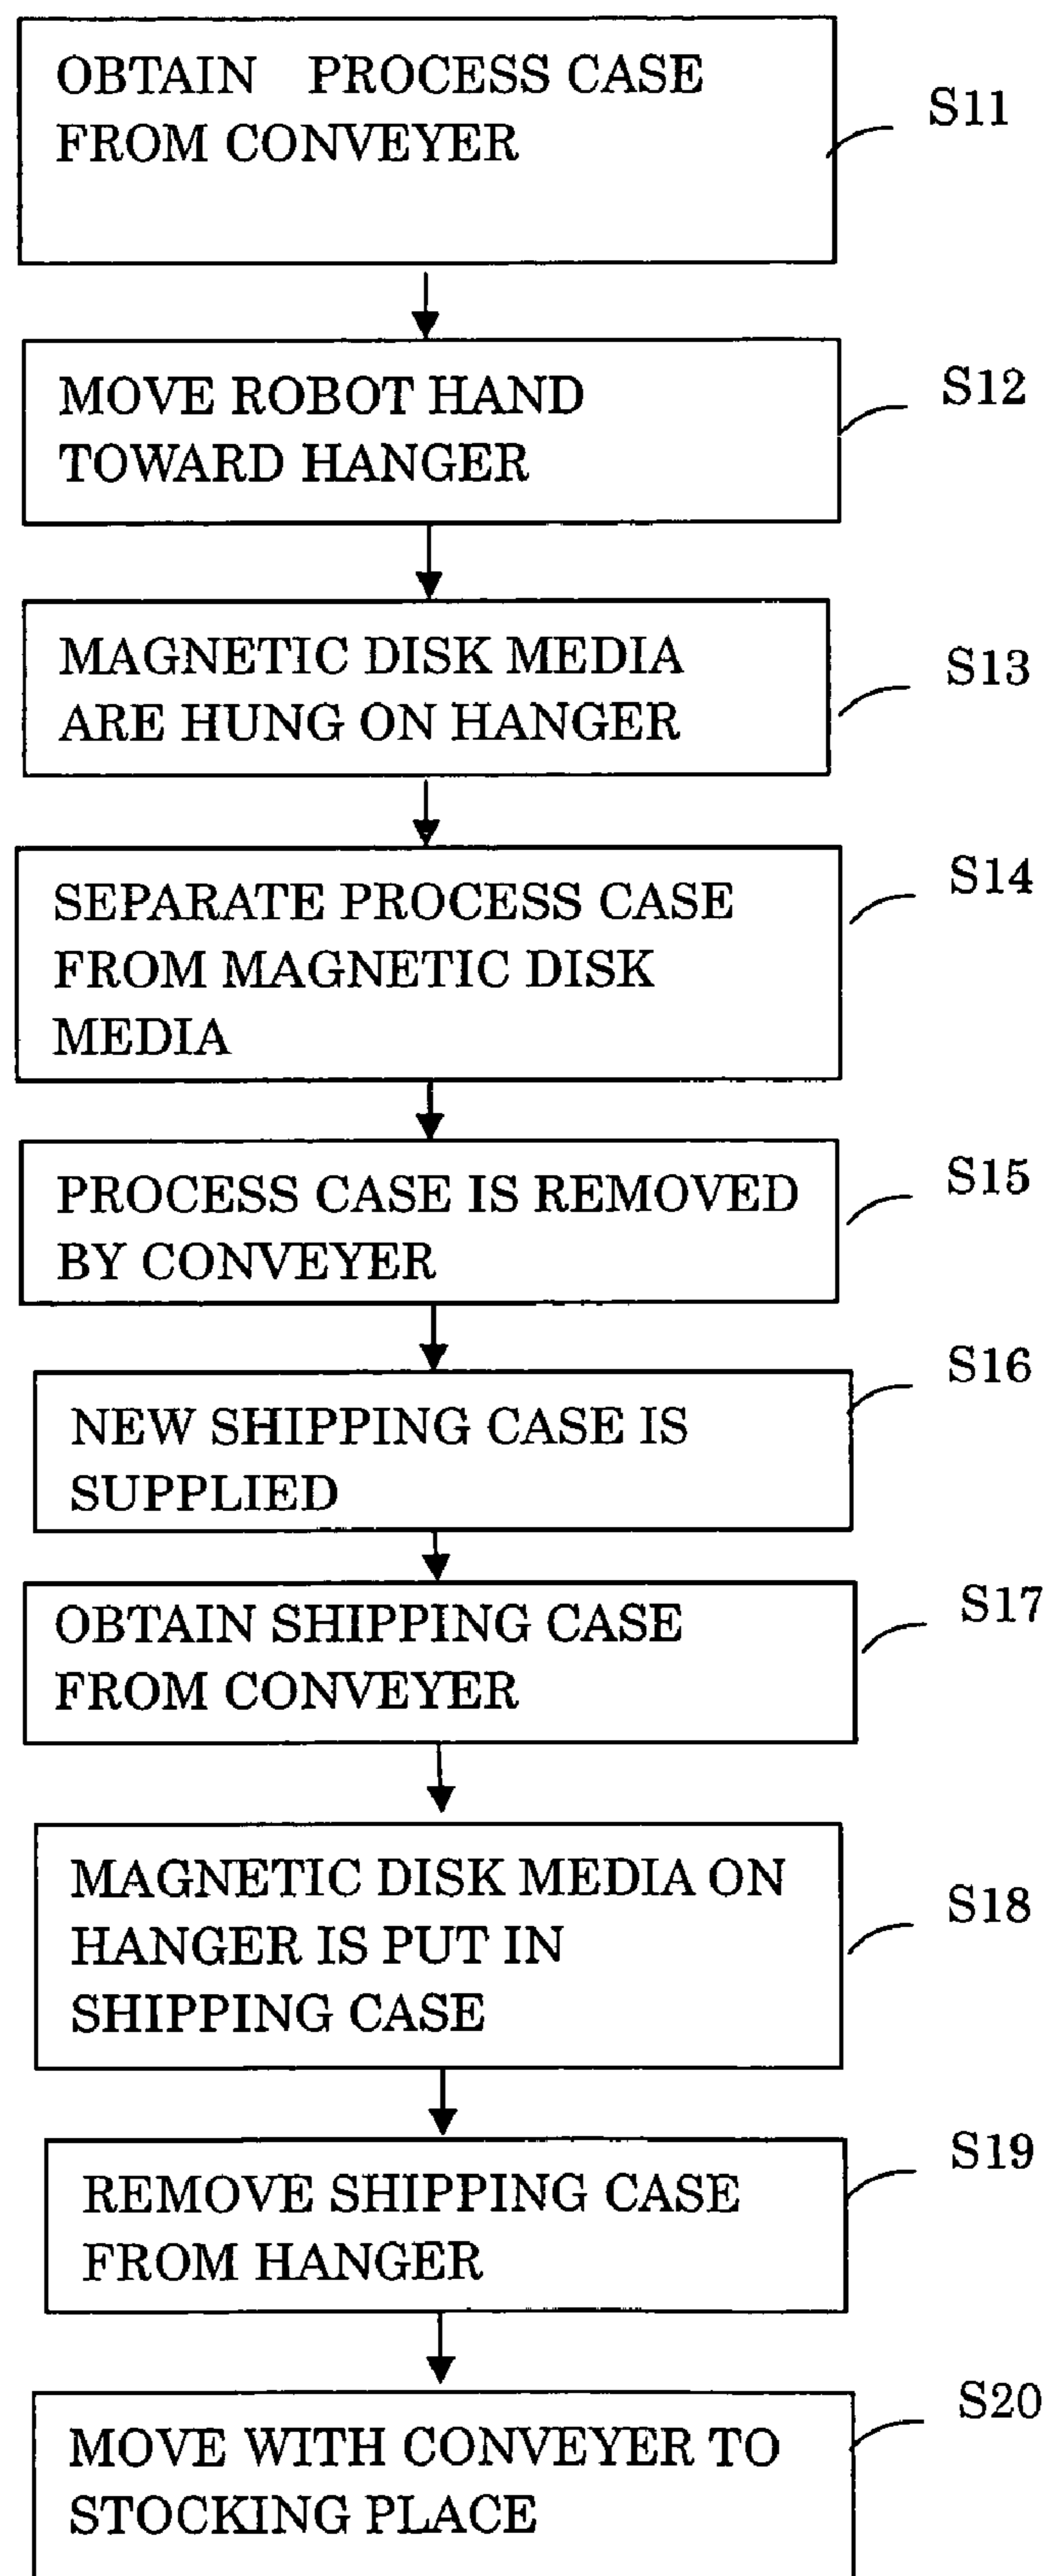 OBTAIN PROCESS CASE
FROM CONVEYER
S11
MOVE ROBOT HAND
TOWARD HANGER
S12
MAGNETIC DISK MEDIA
ARE HUNG ON HANGER
S13
SEPARATE PROCESS CASE
FROM MAGNETIC DISK
MEDIA
S14
PROCESS CASE IS REMOVED
BY CONVEYER
S15
NEW SHIPPING CASE IS
SUPPLIED
S16
OBTAIN SHIPPING CASE
FROM CONVEYER
S17
MAGNETIC DISK MEDIA ON
HANGER IS PUT IN
SHIPPING CASE
S18
REMOVE SHIPPING CASE
FROM HANGER
S19
MOVE WITH CONVEYER TO
STOCKING PLACE
S20